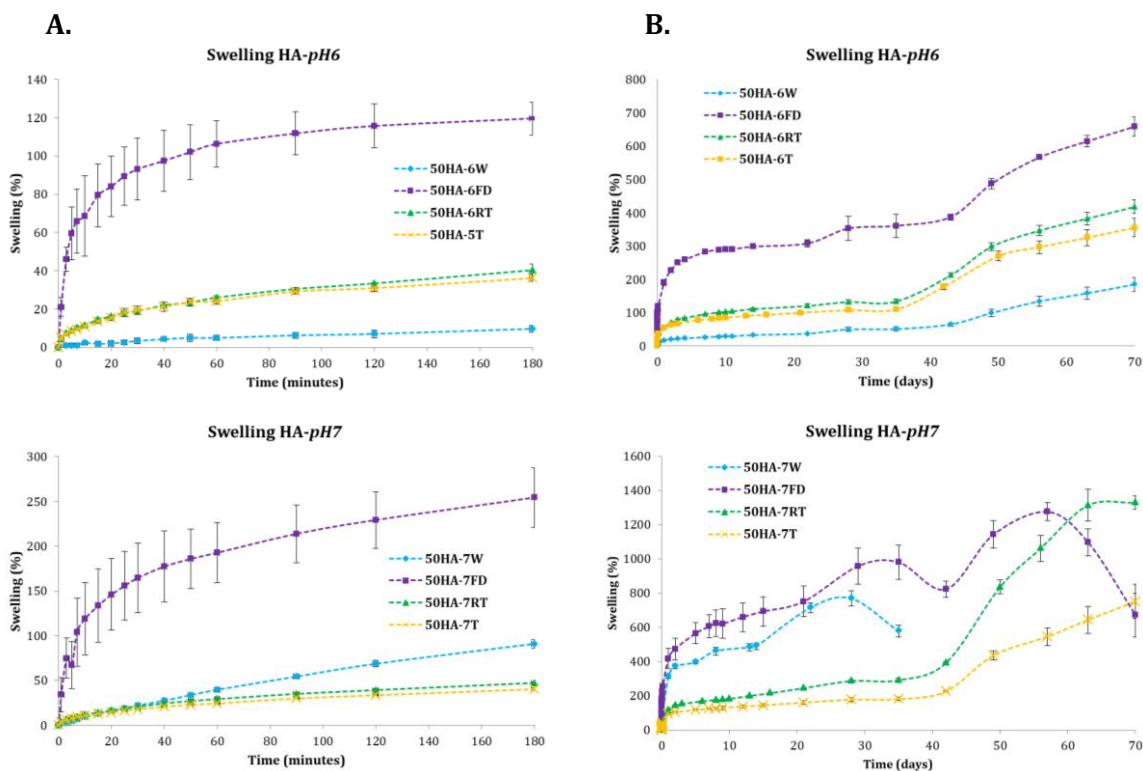 A.
Swelling HA-pH6
140
120
100
80
60
40
20
0
Swelling (%)
50HA-6W
50HA-6FD
50HA-6RT
50HA-5T
0 20 40 60 80 100 120 140 160 180
Time (minutes)
B.
Swelling HA-pH6
800
700
600
500
400
300
200
100
0
Swelling (%)
50HA-6W
50HA-6FD
50HA-6RT
50HA-6T
0 10 20 30 40 50 60 70
Time (days)
Swelling HA-pH7
300
250
200
150
100
50
0
Swelling (%)
50HA-7W
50HA-7FD
50HA-7RT
50HA-7T
0 20 40 60 80 100 120 140 160 180
Time (minutes)
Swelling HA-pH7
1600
1400
1200
1000
800
600
400
200
0
Swelling (%)
50HA-7W
50HA-7FD
50HA-7RT
50HA-7T
0 10 20 30 40 50 60 70
Time (days)